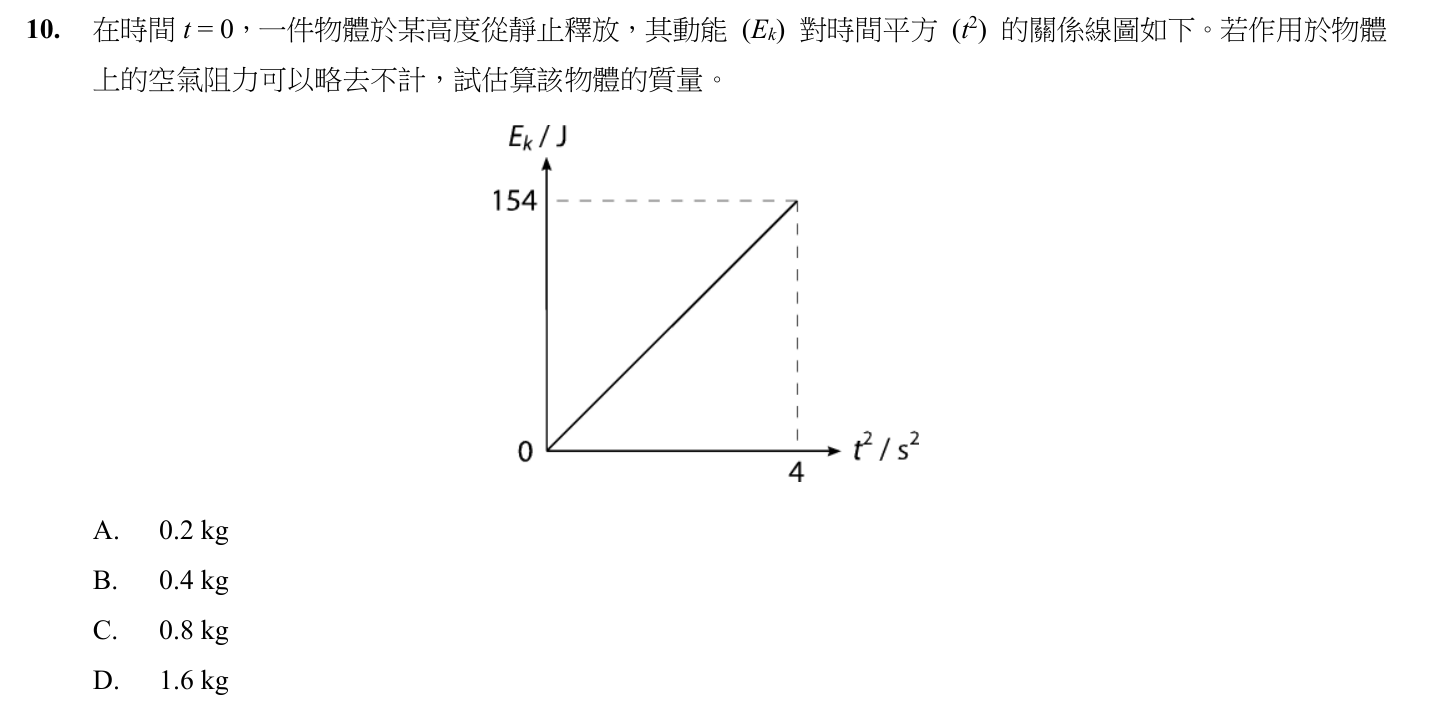 10. 在時間 t = 0，一件物體於某高度從靜止釋放，其動能 (Eₖ) 對時間平方 (t²) 的關係線圖如下。若作用於物體
上的空氣阻力可以略去不計，試估算該物體的質量。
Eₖ / J
154
0
4
t² / s²
A. 0.2 kg
B. 0.4 kg
C. 0.8 kg
D. 1.6 kg